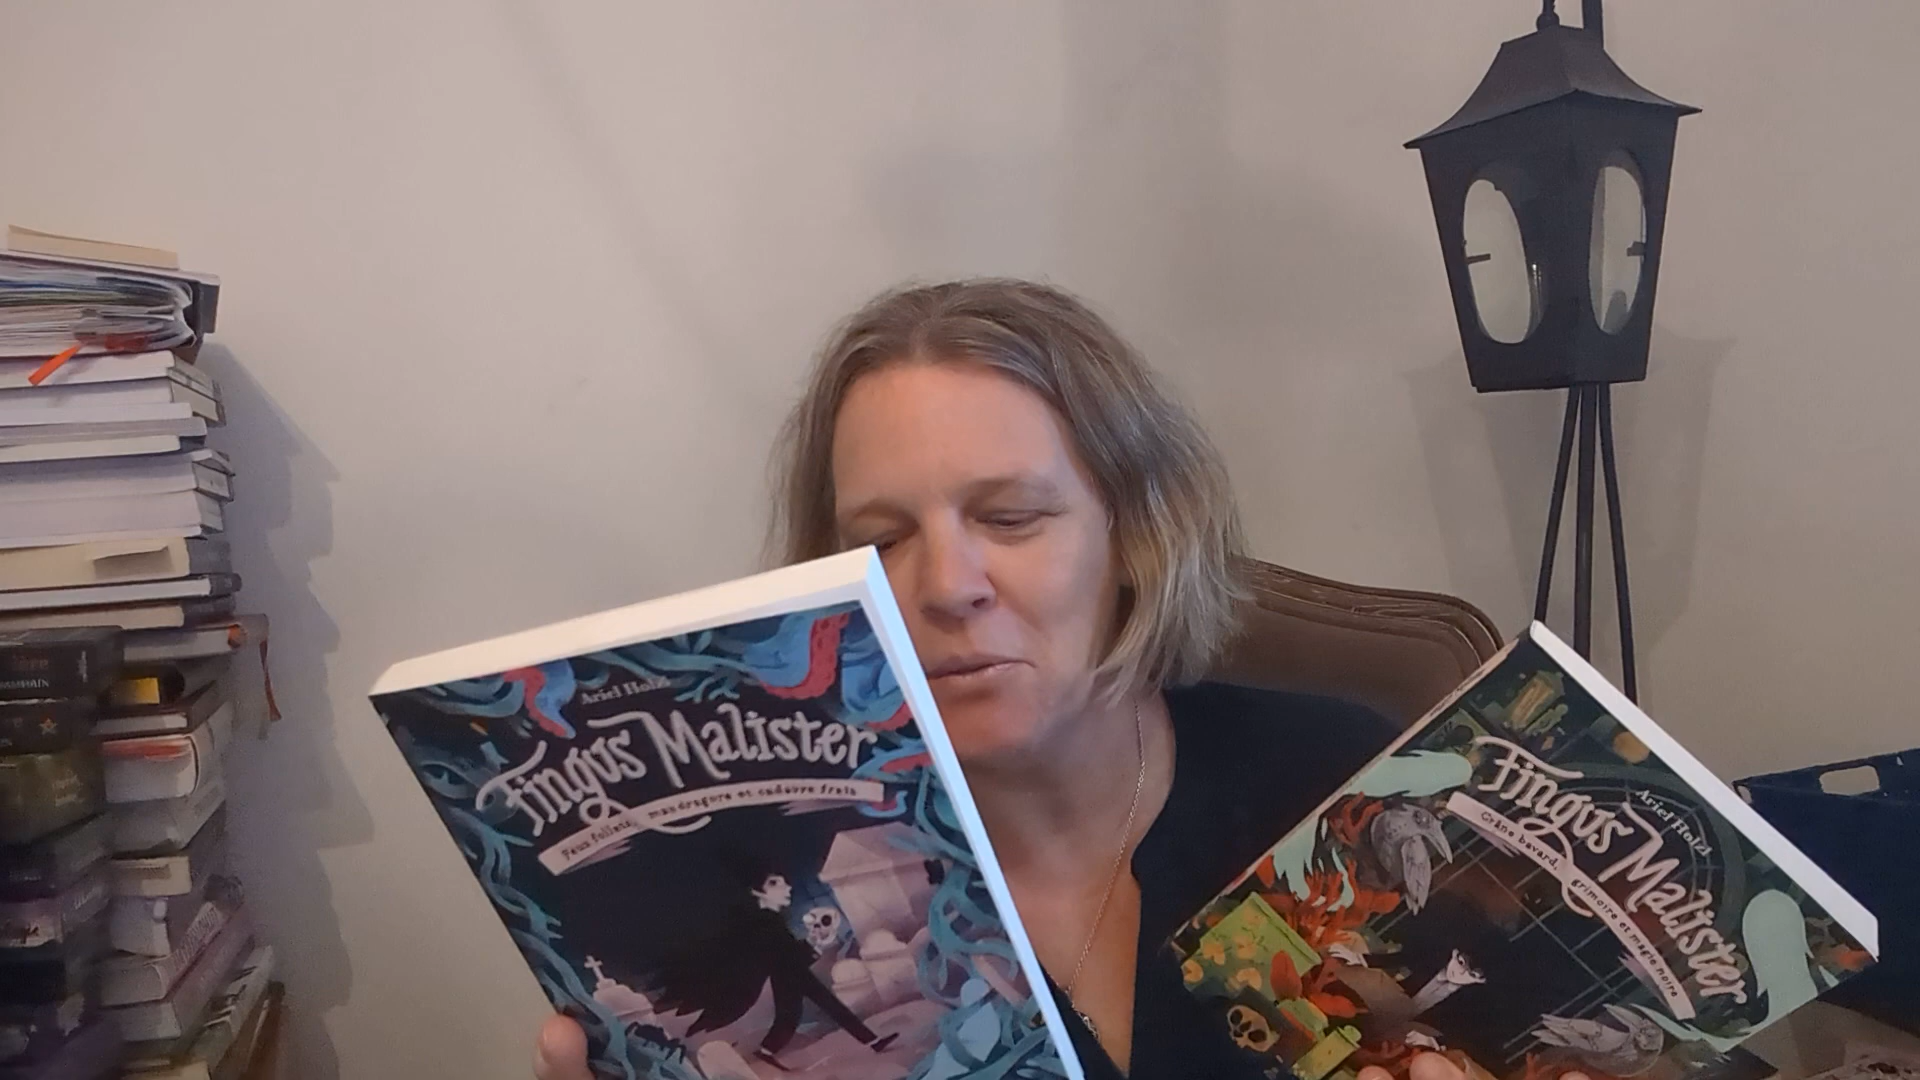 Ariel Holzl
Fingus Malister
Feux follets, mandragore et cadavre frais
Ariel Holzl
Fingus Malister
Crâne bavard, grimoire et magie noire